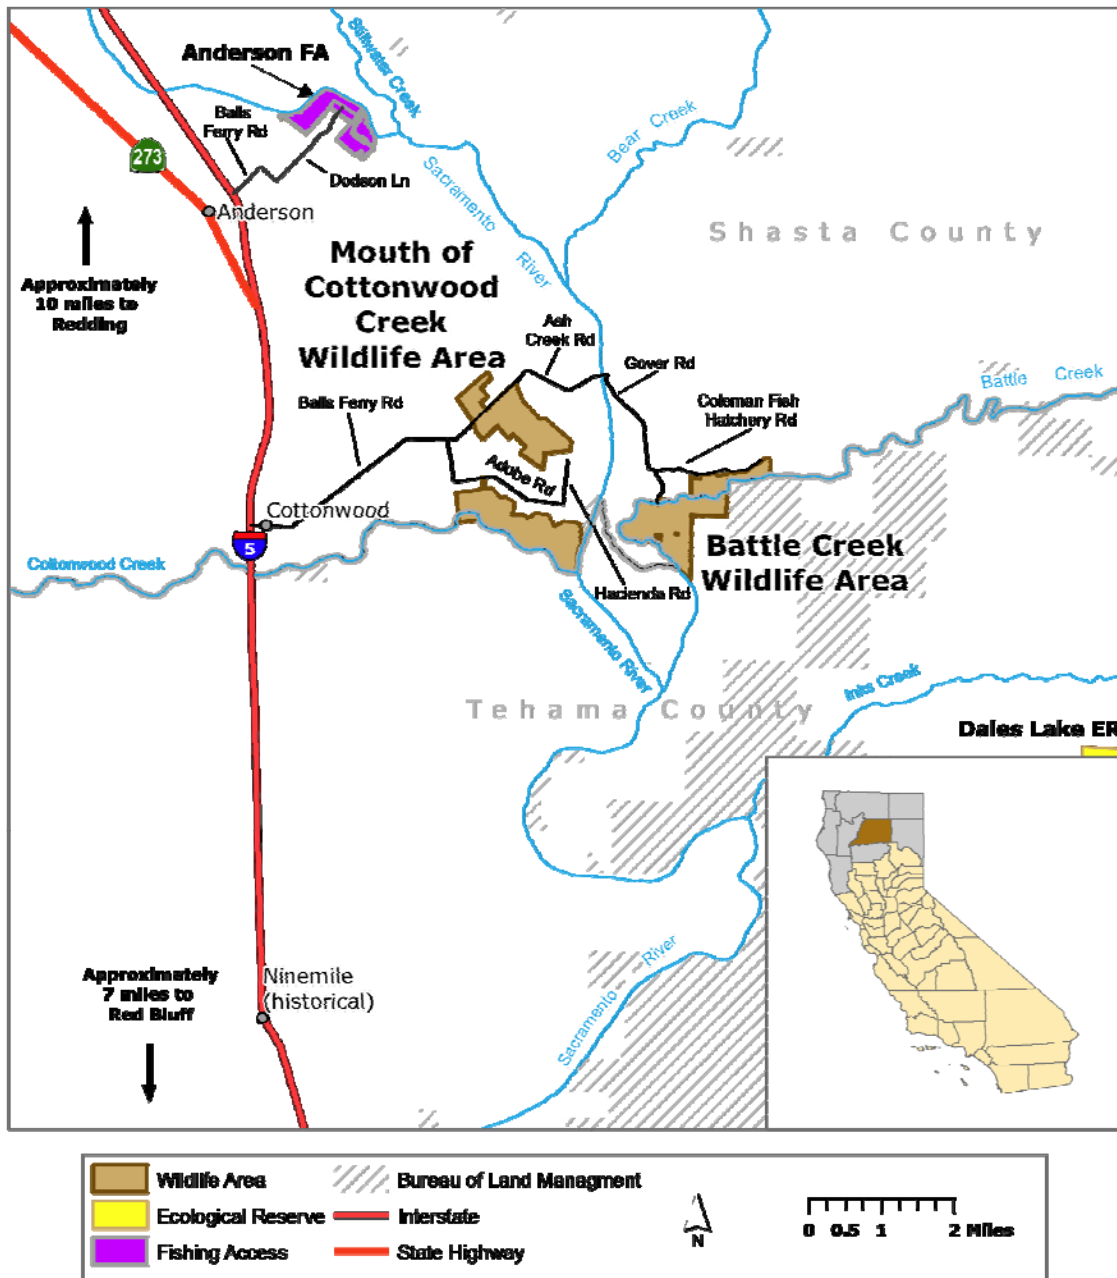 Anderson FA
Stillwater Creek
Balls
Ferry Rd
273
Dodson Ln
Bear Creek
Sacramento
River
Anderson
Shasta County
Approximately
10 miles to
Redding
Mouth of
Cottonwood
Creek
Wildlife Area
Ash
Creek Rd
Gover Rd
Battle Creek
Balls Ferry Rd
Coleman Fish
Hatchery Rd
Adobe Rd
Cottonwood
5
Cottonwood Creek
Battle Creek
Wildlife Area
Hacienda Rd
Sacramento River
Inks Creek
Tehama County
Dales Lake ER
Approximately
7 miles to
Red Bluff
Ninemile
(historical)
Sacramento River
Wildlife Area
Bureau of Land Managment
Ecological Reserve
Interstate
Fishing Access
State Highway
N
0 0.5 1 2 Miles